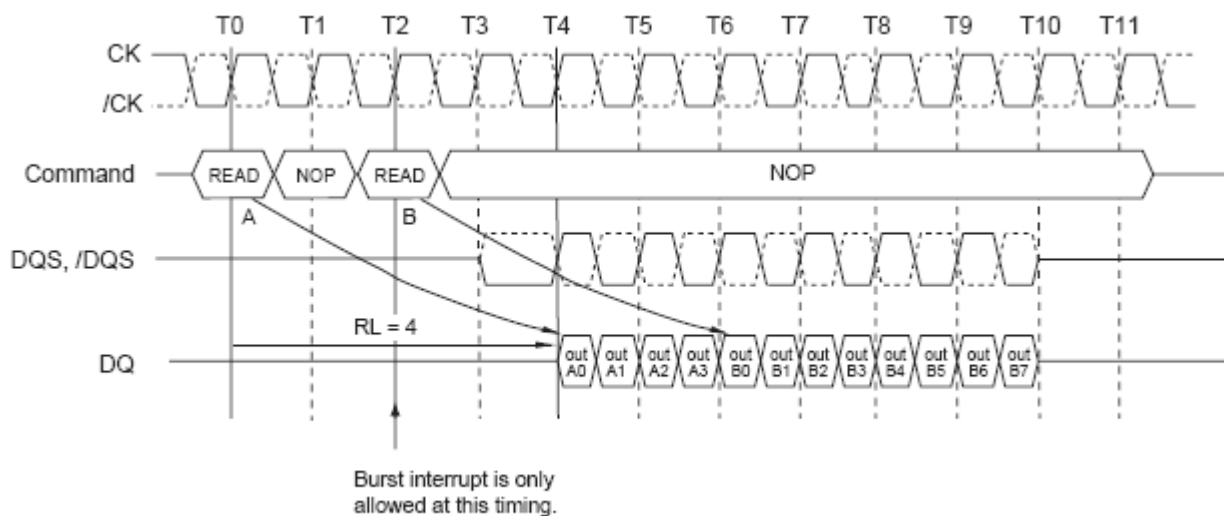 T0 T1 T2 T3 T4 T5 T6 T7 T8 T9 T10 T11
CK
/CK
Command READ NOP READ NOP
A B
DQS, /DQS
RL = 4
DQ
out A0 out A1 out A2 out A3 out B0 out B1 out B2 out B3 out B4 out B5 out B6 out B7
Burst interrupt is only
allowed at this timing.